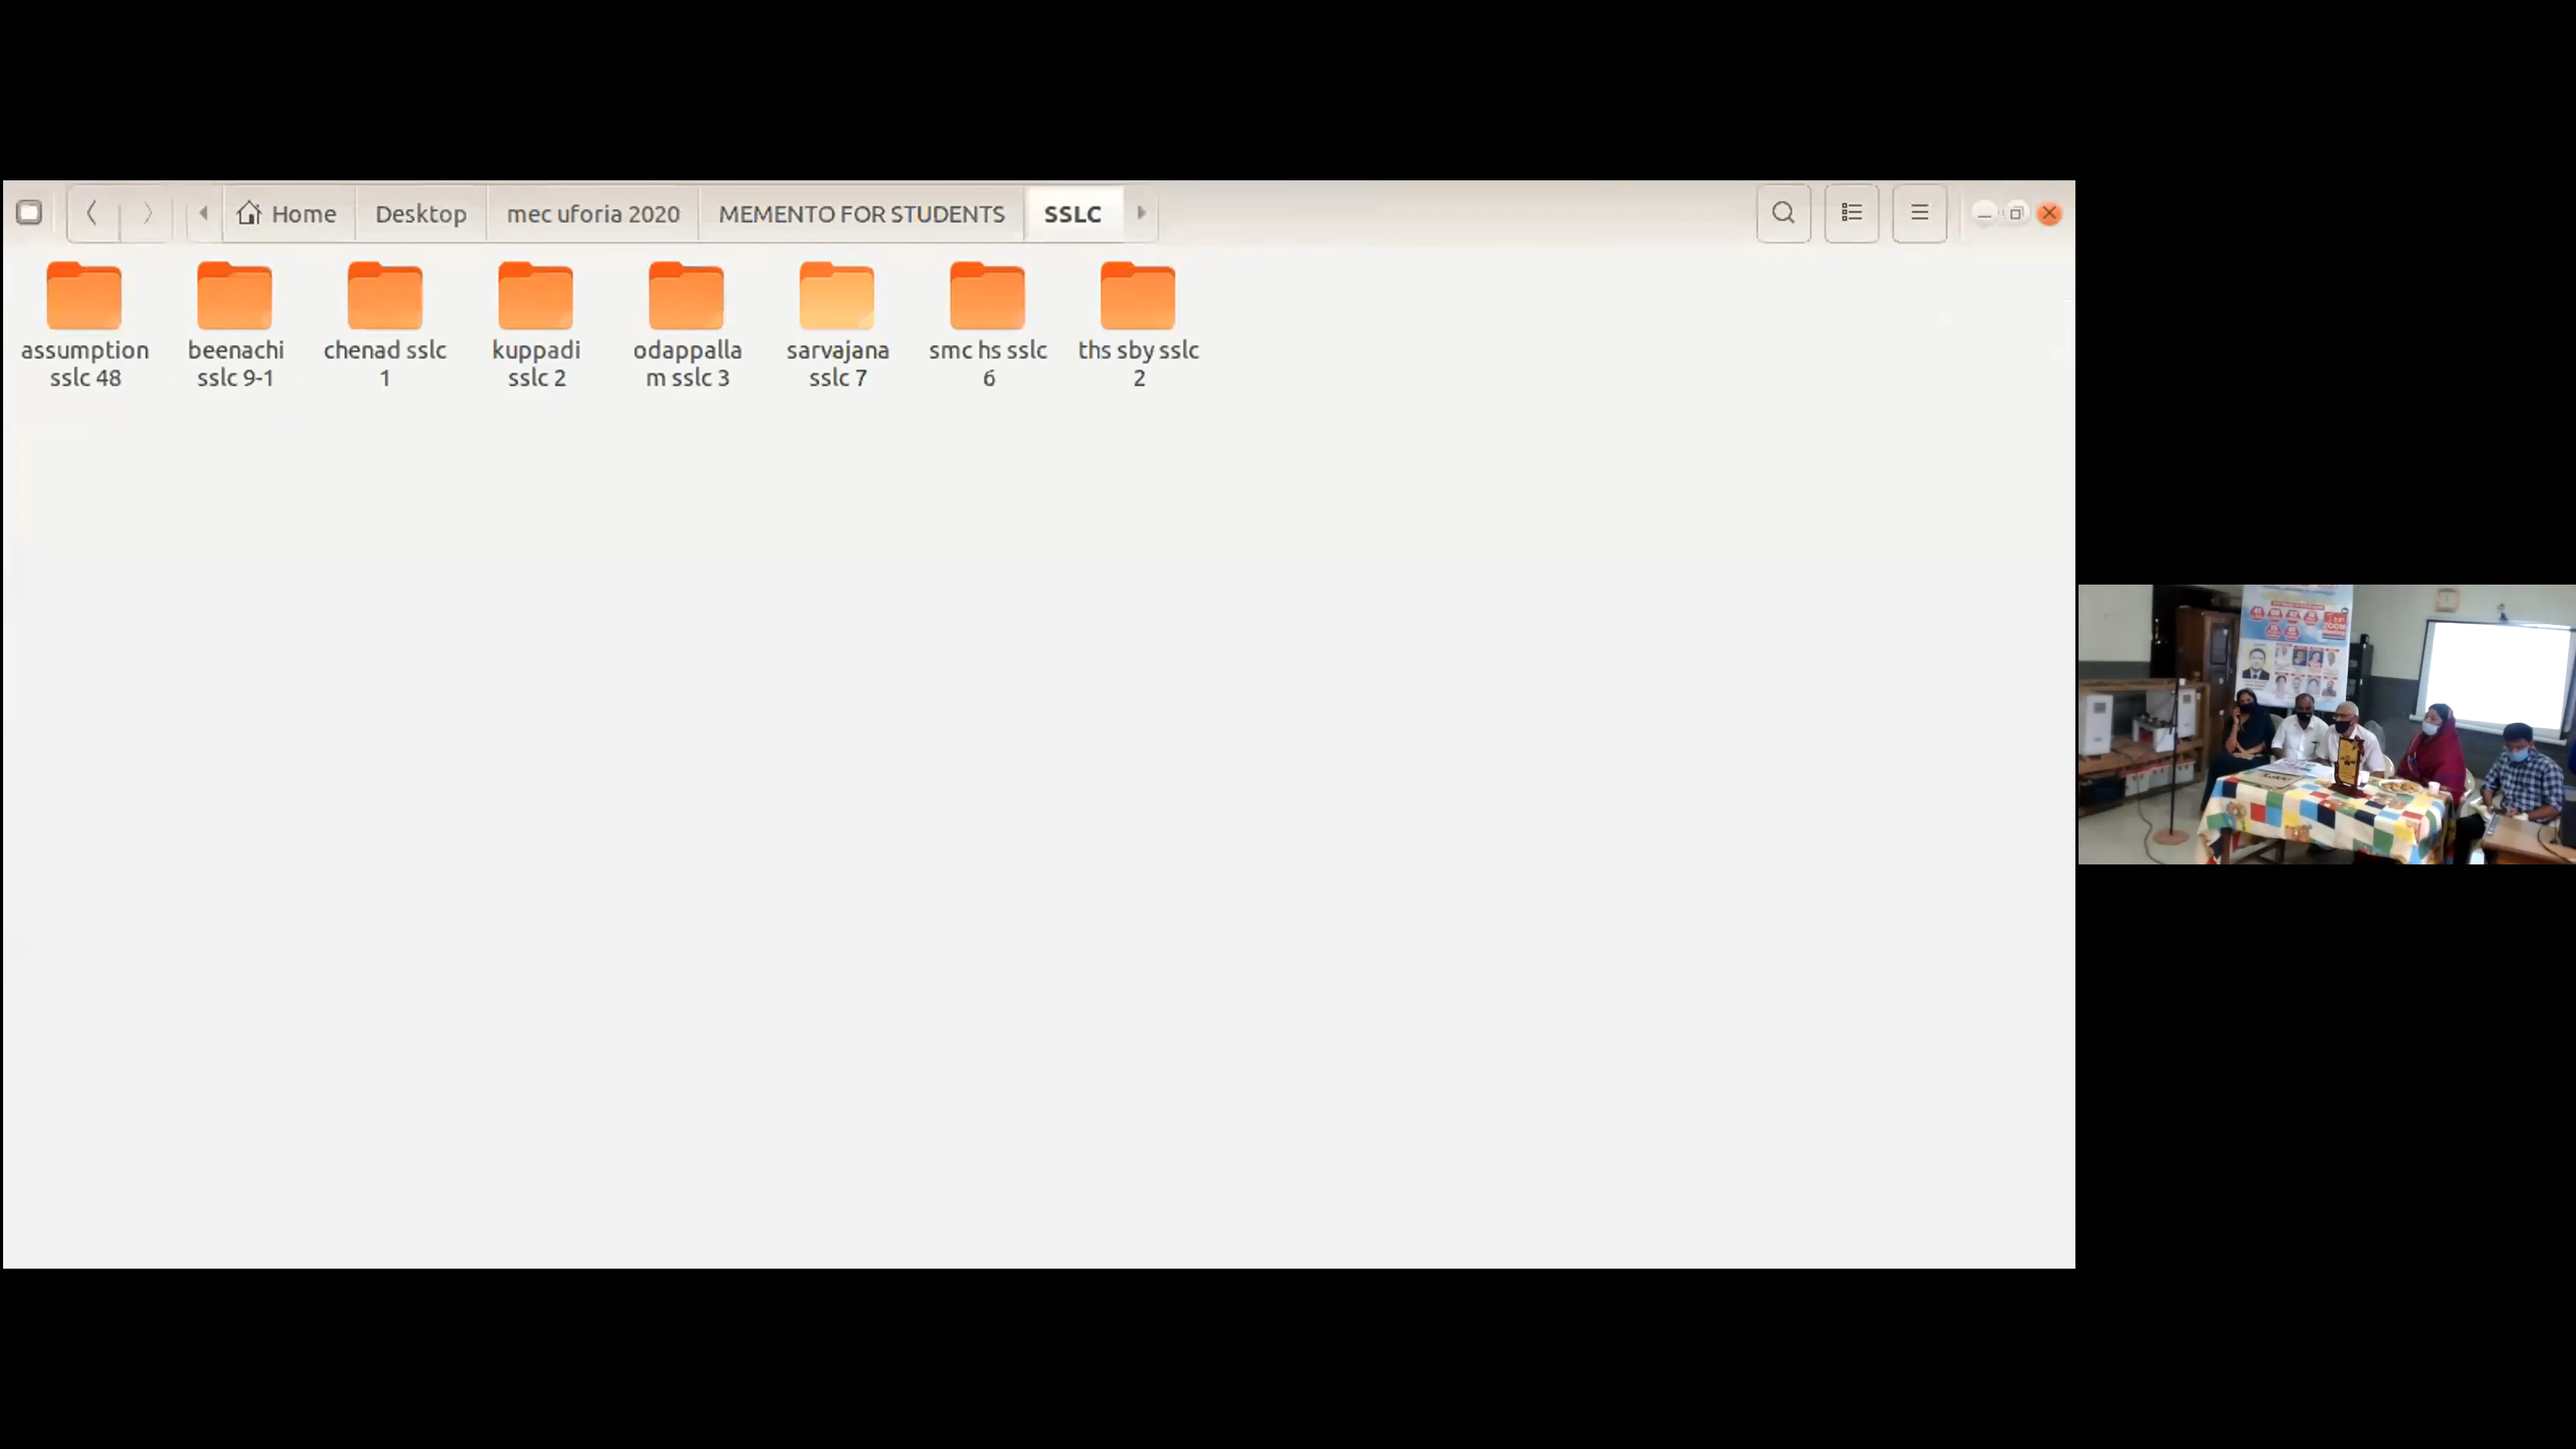 Home Desktop mec uforia 2020 MEMENTO FOR STUDENTS SSLC
assumption
sslc 48
beenachi
sslc 9-1
chenad sslc
1
kuppadi
sslc 2
odappalla
m sslc 3
sarvajana
sslc 7
smc hs sslc
6
ths sby sslc
2
ZOOM